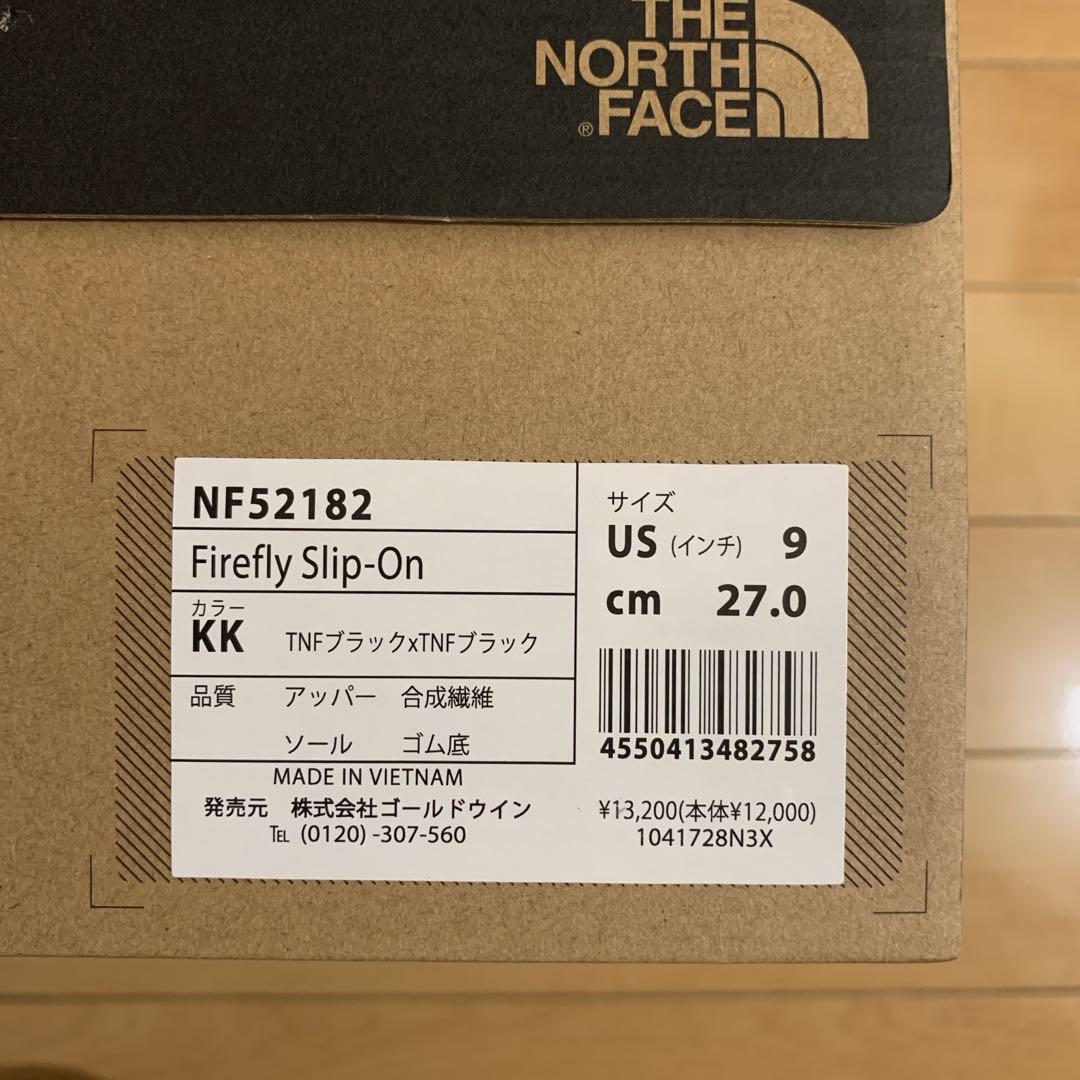 THE
NORTH
FACE
®
NF52182
Firefly Slip-On
カラー
KK TNFブラックxTNFブラック
品質 アッパー 合成繊維
ソール ゴム底
MADE IN VIETNAM
発売元 株式会社ゴールドウイン
TEL (0120) -307-560
サイズ
US (インチ) 9
cm 27.0
4550413482758
¥13,200(本体¥12,000)
1041728N3X